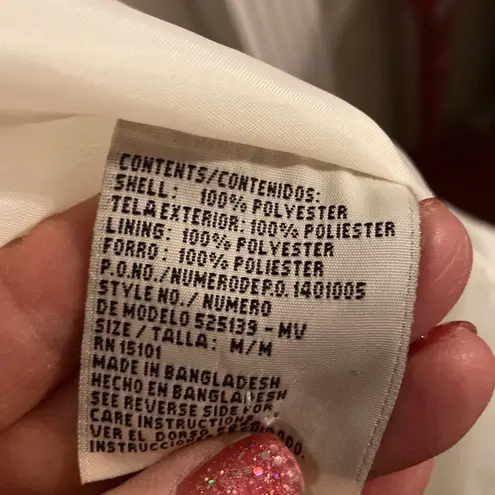 CONTENTS/CONTENIDOS:
SHELL: 100% POLYESTER
TELA EXTERIOR: 100% POLIESTER
LINING: 100% POLYESTER
FORRO: 100% POLIESTER
P.O.NO./NUMERODEP.O. 1401005
STYLE NO./ NUMERO
DE MODELO 525139-MV
SIZE / TALLA: M/M
RN 15101
MADE IN BANGLADESH
HECHO EN BANGLADESH
SEE REVERSE SIDE FOR
CARE INSTRUCTIONS
VER EL DORSO